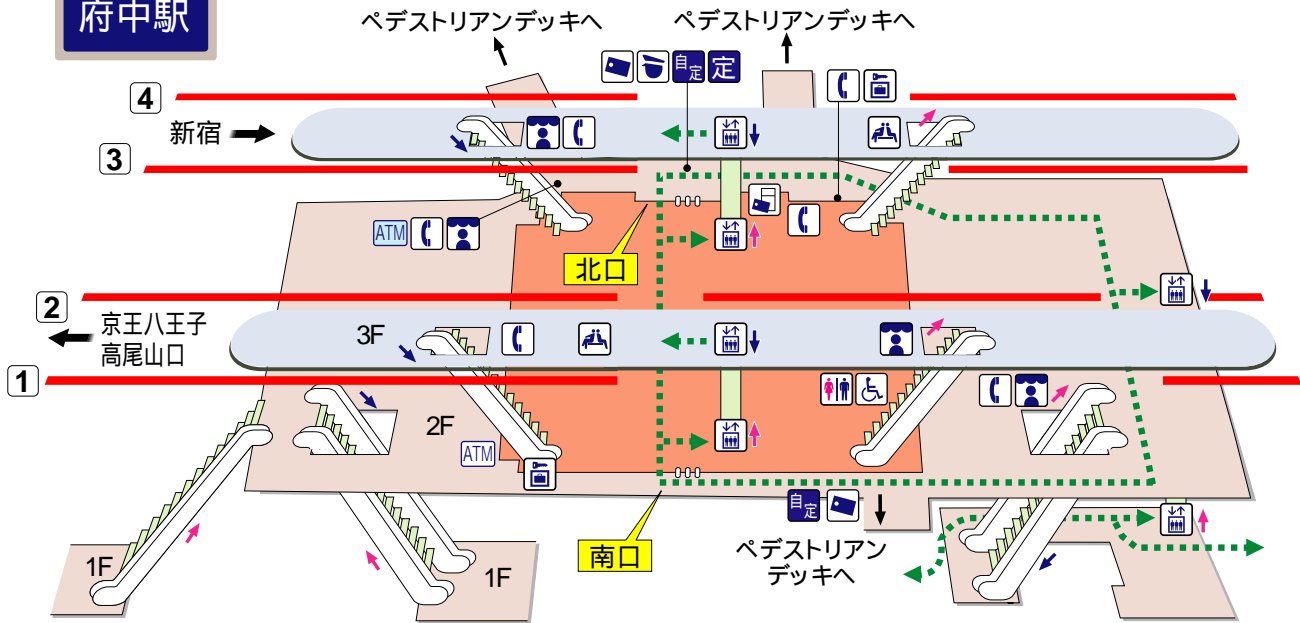 府中駅
ペデストリアンデッキへ
ペデストリアンデッキへ
自定
定
4
新宿
3
ATM
北口
2
京王八王子
高尾山口
3F
1
2F
ATM
自定
南口
ペデストリアン
デッキへ
1F
1F